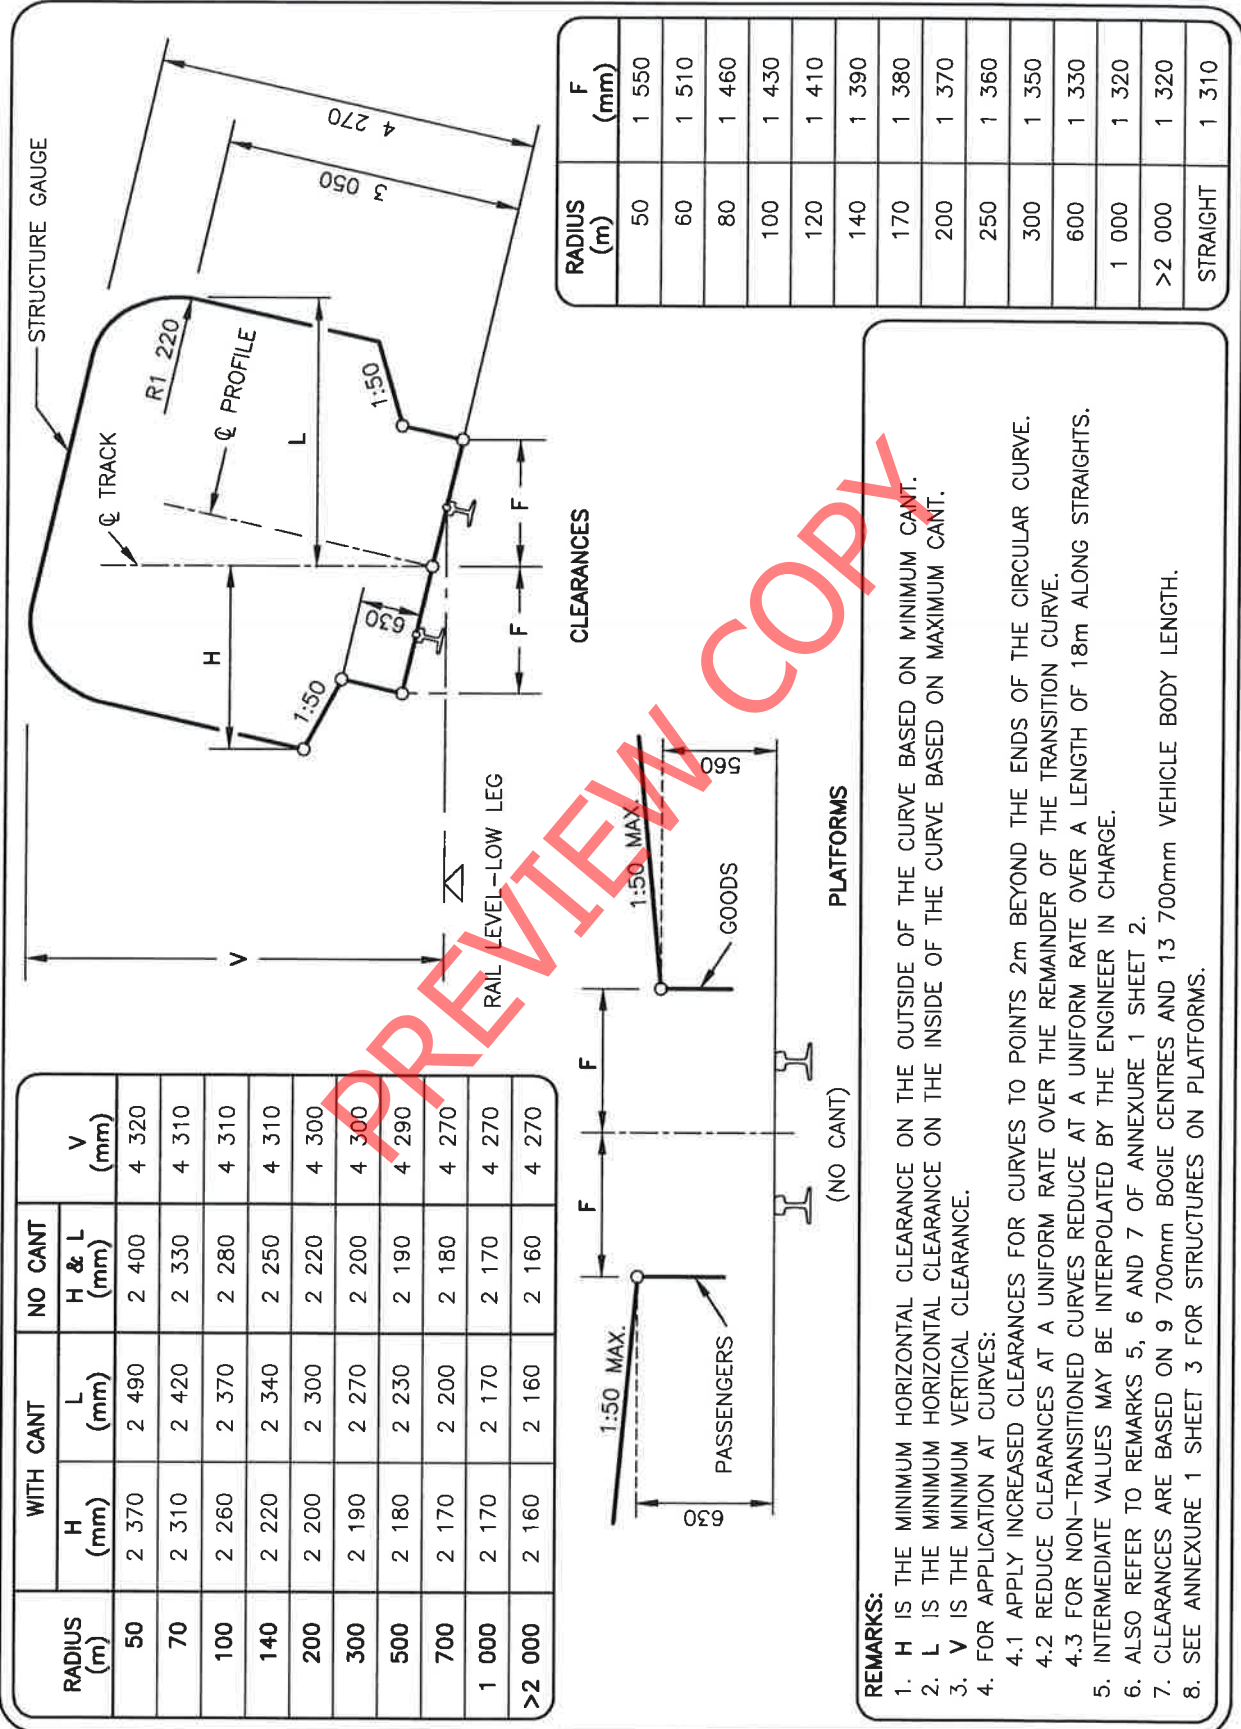 RADIUS (m) WITH CANT NO CANT V (mm)
H (mm) L (mm) H & L (mm)
50 2 370 2 490 2 400 4 320
70 2 310 2 420 2 330 4 310
100 2 260 2 370 2 280 4 310
140 2 220 2 340 2 250 4 310
200 2 200 2 300 2 220 4 300
300 2 190 2 270 2 200 4 300
500 2 180 2 230 2 190 4 290
700 2 170 2 200 2 180 4 270
1 000 2 170 2 170 2 170 4 270
>2 000 2 160 2 160 2 160 4 270
STRUCTURE GAUGE
℄ TRACK
R1 220
℄ PROFILE
4 270
3 050
H
L
V
1:50
1:50
630
F
F
RAIL LEVEL-LOW LEG
CLEARANCES
1:50 MAX.
F
F
1:50 MAX.
630
PASSENGERS
GOODS
560
(NO CANT)
PLATFORMS
RADIUS (m) F (mm)
50 1 550
60 1 510
80 1 460
100 1 430
120 1 410
140 1 390
170 1 380
200 1 370
250 1 360
300 1 350
600 1 330
1 000 1 320
>2 000 1 320
STRAIGHT 1 310
REMARKS:
1. H IS THE MINIMUM HORIZONTAL CLEARANCE ON THE OUTSIDE OF THE CURVE BASED ON MINIMUM CANT.
2. L IS THE MINIMUM HORIZONTAL CLEARANCE ON THE INSIDE OF THE CURVE BASED ON MAXIMUM CANT.
3. V IS THE MINIMUM VERTICAL CLEARANCE.
4. FOR APPLICATION AT CURVES:
4.1 APPLY INCREASED CLEARANCES FOR CURVES TO POINTS 2m BEYOND THE ENDS OF THE CIRCULAR CURVE.
4.2 REDUCE CLEARANCES AT A UNIFORM RATE OVER THE REMAINDER OF THE TRANSITION CURVE.
4.3 FOR NON-TRANSITIONED CURVES REDUCE AT A UNIFORM RATE OVER A LENGTH OF 18m ALONG STRAIGHTS.
5. INTERMEDIATE VALUES MAY BE INTERPOLATED BY THE ENGINEER IN CHARGE.
6. ALSO REFER TO REMARKS 5, 6 AND 7 OF ANNEXURE 1 SHEET 2.
7. CLEARANCES ARE BASED ON 9 700mm BOGIE CENTRES AND 13 700mm VEHICLE BODY LENGTH.
8. SEE ANNEXURE 1 SHEET 3 FOR STRUCTURES ON PLATFORMS.
PREVIEW COPY